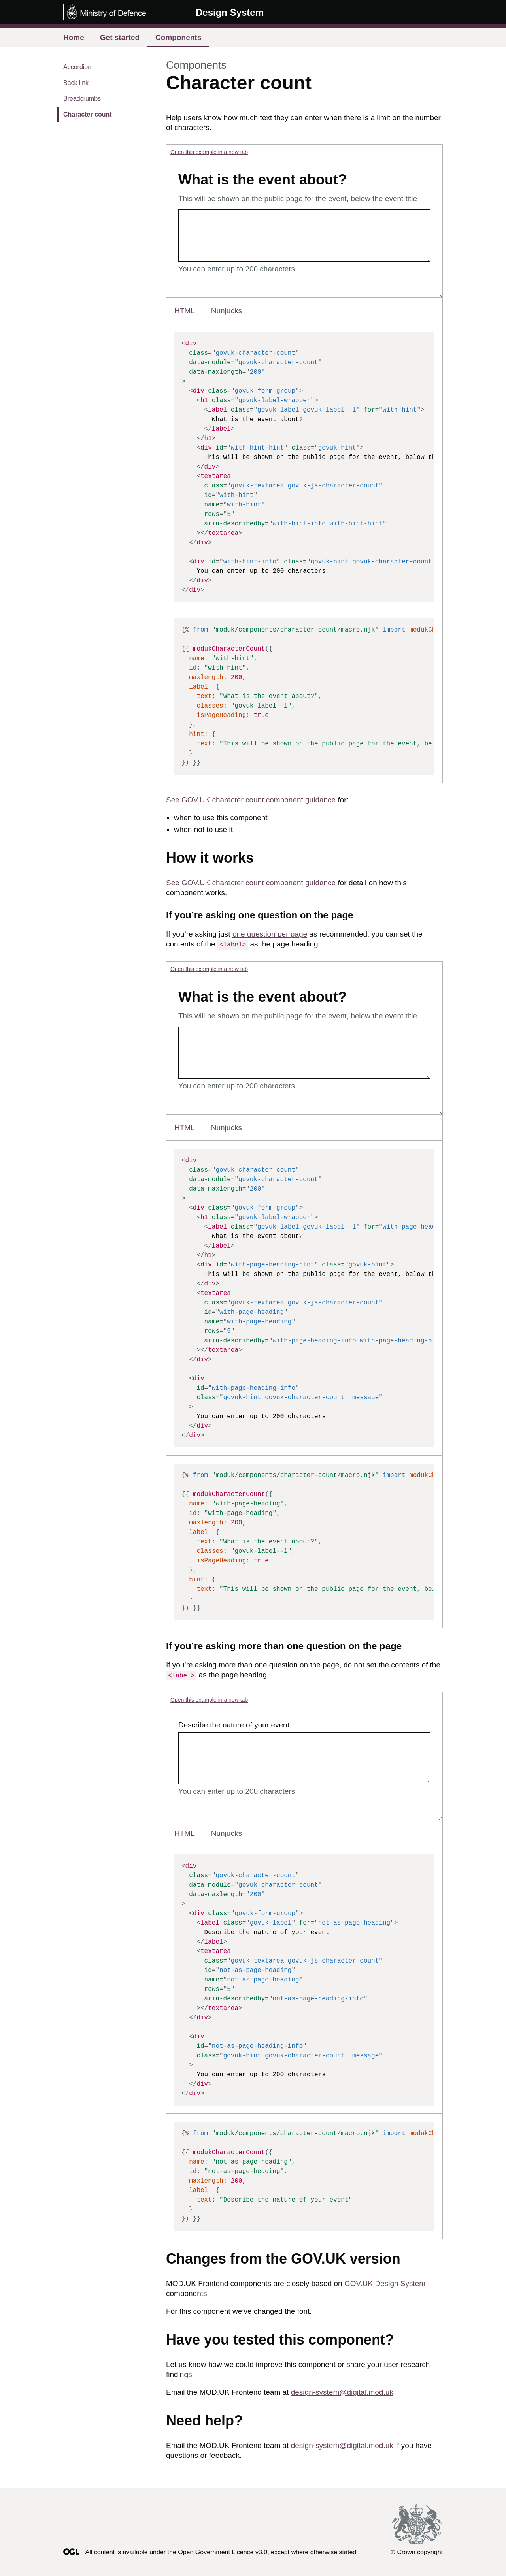 Ministry of Defence
Design System
Home Get started Components
Accordion
Back link
Breadcrumbs
Character count
Components
Character count
Help users know how much text they can enter when there is a limit on the number
of characters.
Open this example in a new tab
What is the event about?
This will be shown on the public page for the event, below the event title
You can enter up to 200 characters
HTML Nunjucks
<div
  class="govuk-character-count"
  data-module="govuk-character-count"
  data-maxlength="200"
>
  <div class="govuk-form-group">
    <h1 class="govuk-label-wrapper">
      <label class="govuk-label govuk-label--l" for="with-hint">
        What is the event about?
      </label>
    </h1>
    <div id="with-hint-hint" class="govuk-hint">
      This will be shown on the public page for the event, below th
    </div>
    <textarea
      class="govuk-textarea govuk-js-character-count"
      id="with-hint"
      name="with-hint"
      rows="5"
      aria-describedby="with-hint-info with-hint-hint"
    ></textarea>
  </div>
  <div id="with-hint-info" class="govuk-hint govuk-character-count_
    You can enter up to 200 characters
  </div>
</div>
{% from "moduk/components/character-count/macro.njk" import modukCh
{{ modukCharacterCount({
  name: "with-hint",
  id: "with-hint",
  maxlength: 200,
  label: {
    text: "What is the event about?",
    classes: "govuk-label--l",
    isPageHeading: true
  },
  hint: {
    text: "This will be shown on the public page for the event, be
  }
}) }}
See GOV.UK character count component guidance for:
• when to use this component
• when not to use it
How it works
See GOV.UK character count component guidance for detail on how this
component works.
If you’re asking one question on the page
If you’re asking just one question per page as recommended, you can set the
contents of the <label> as the page heading.
Open this example in a new tab
What is the event about?
This will be shown on the public page for the event, below the event title
You can enter up to 200 characters
HTML Nunjucks
<div
  class="govuk-character-count"
  data-module="govuk-character-count"
  data-maxlength="200"
>
  <div class="govuk-form-group">
    <h1 class="govuk-label-wrapper">
      <label class="govuk-label govuk-label--l" for="with-page-head
        What is the event about?
      </label>
    </h1>
    <div id="with-page-heading-hint" class="govuk-hint">
      This will be shown on the public page for the event, below th
    </div>
    <textarea
      class="govuk-textarea govuk-js-character-count"
      id="with-page-heading"
      name="with-page-heading"
      rows="5"
      aria-describedby="with-page-heading-info with-page-heading-hi
    ></textarea>
  </div>
  <div
    id="with-page-heading-info"
    class="govuk-hint govuk-character-count__message"
  >
    You can enter up to 200 characters
  </div>
</div>
{% from "moduk/components/character-count/macro.njk" import modukCh
{{ modukCharacterCount({
  name: "with-page-heading",
  id: "with-page-heading",
  maxlength: 200,
  label: {
    text: "What is the event about?",
    classes: "govuk-label--l",
    isPageHeading: true
  },
  hint: {
    text: "This will be shown on the public page for the event, be
  }
}) }}
If you’re asking more than one question on the page
If you’re asking more than one question on the page, do not set the contents of the
<label> as the page heading.
Open this example in a new tab
Describe the nature of your event
You can enter up to 200 characters
HTML Nunjucks
<div
  class="govuk-character-count"
  data-module="govuk-character-count"
  data-maxlength="200"
>
  <div class="govuk-form-group">
    <label class="govuk-label" for="not-as-page-heading">
      Describe the nature of your event
    </label>
    <textarea
      class="govuk-textarea govuk-js-character-count"
      id="not-as-page-heading"
      name="not-as-page-heading"
      rows="5"
      aria-describedby="not-as-page-heading-info"
    ></textarea>
  </div>
  <div
    id="not-as-page-heading-info"
    class="govuk-hint govuk-character-count__message"
  >
    You can enter up to 200 characters
  </div>
</div>
{% from "moduk/components/character-count/macro.njk" import modukCh
{{ modukCharacterCount({
  name: "not-as-page-heading",
  id: "not-as-page-heading",
  maxlength: 200,
  label: {
    text: "Describe the nature of your event"
  }
}) }}
Changes from the GOV.UK version
MOD.UK Frontend components are closely based on GOV.UK Design System
components.
For this component we’ve changed the font.
Have you tested this component?
Let us know how we could improve this component or share your user research
findings.
Email the MOD.UK Frontend team at design-system@digital.mod.uk
Need help?
Email the MOD.UK Frontend team at design-system@digital.mod.uk if you have
questions or feedback.
OGL All content is available under the Open Government Licence v3.0, except where otherwise stated
© Crown copyright